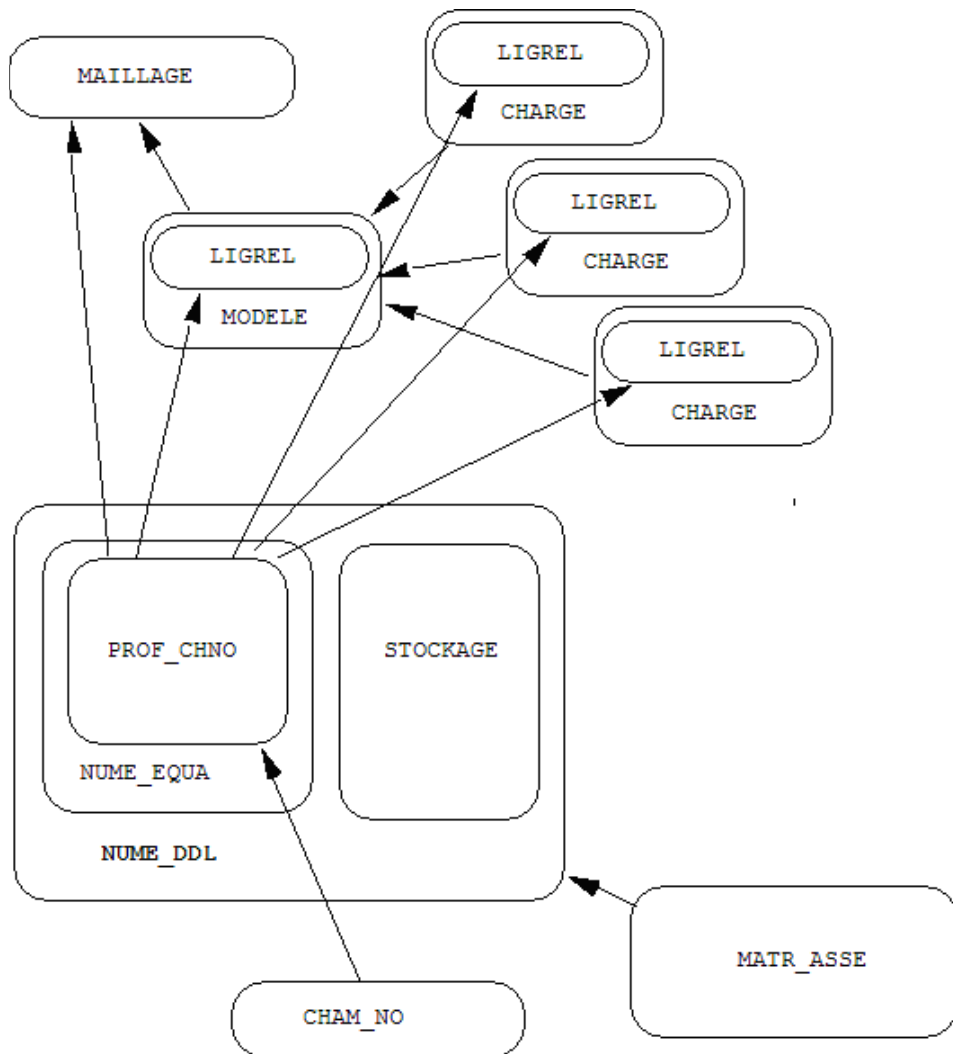 LIGREL
MAILLAGE
CHARGE
LIGREL
LIGREL
CHARGE
MODELE
LIGREL
CHARGE
PROF_CHNO
STOCKAGE
NUME_EQUA
NUME_DDL
MATR_ASSE
CHAM_NO